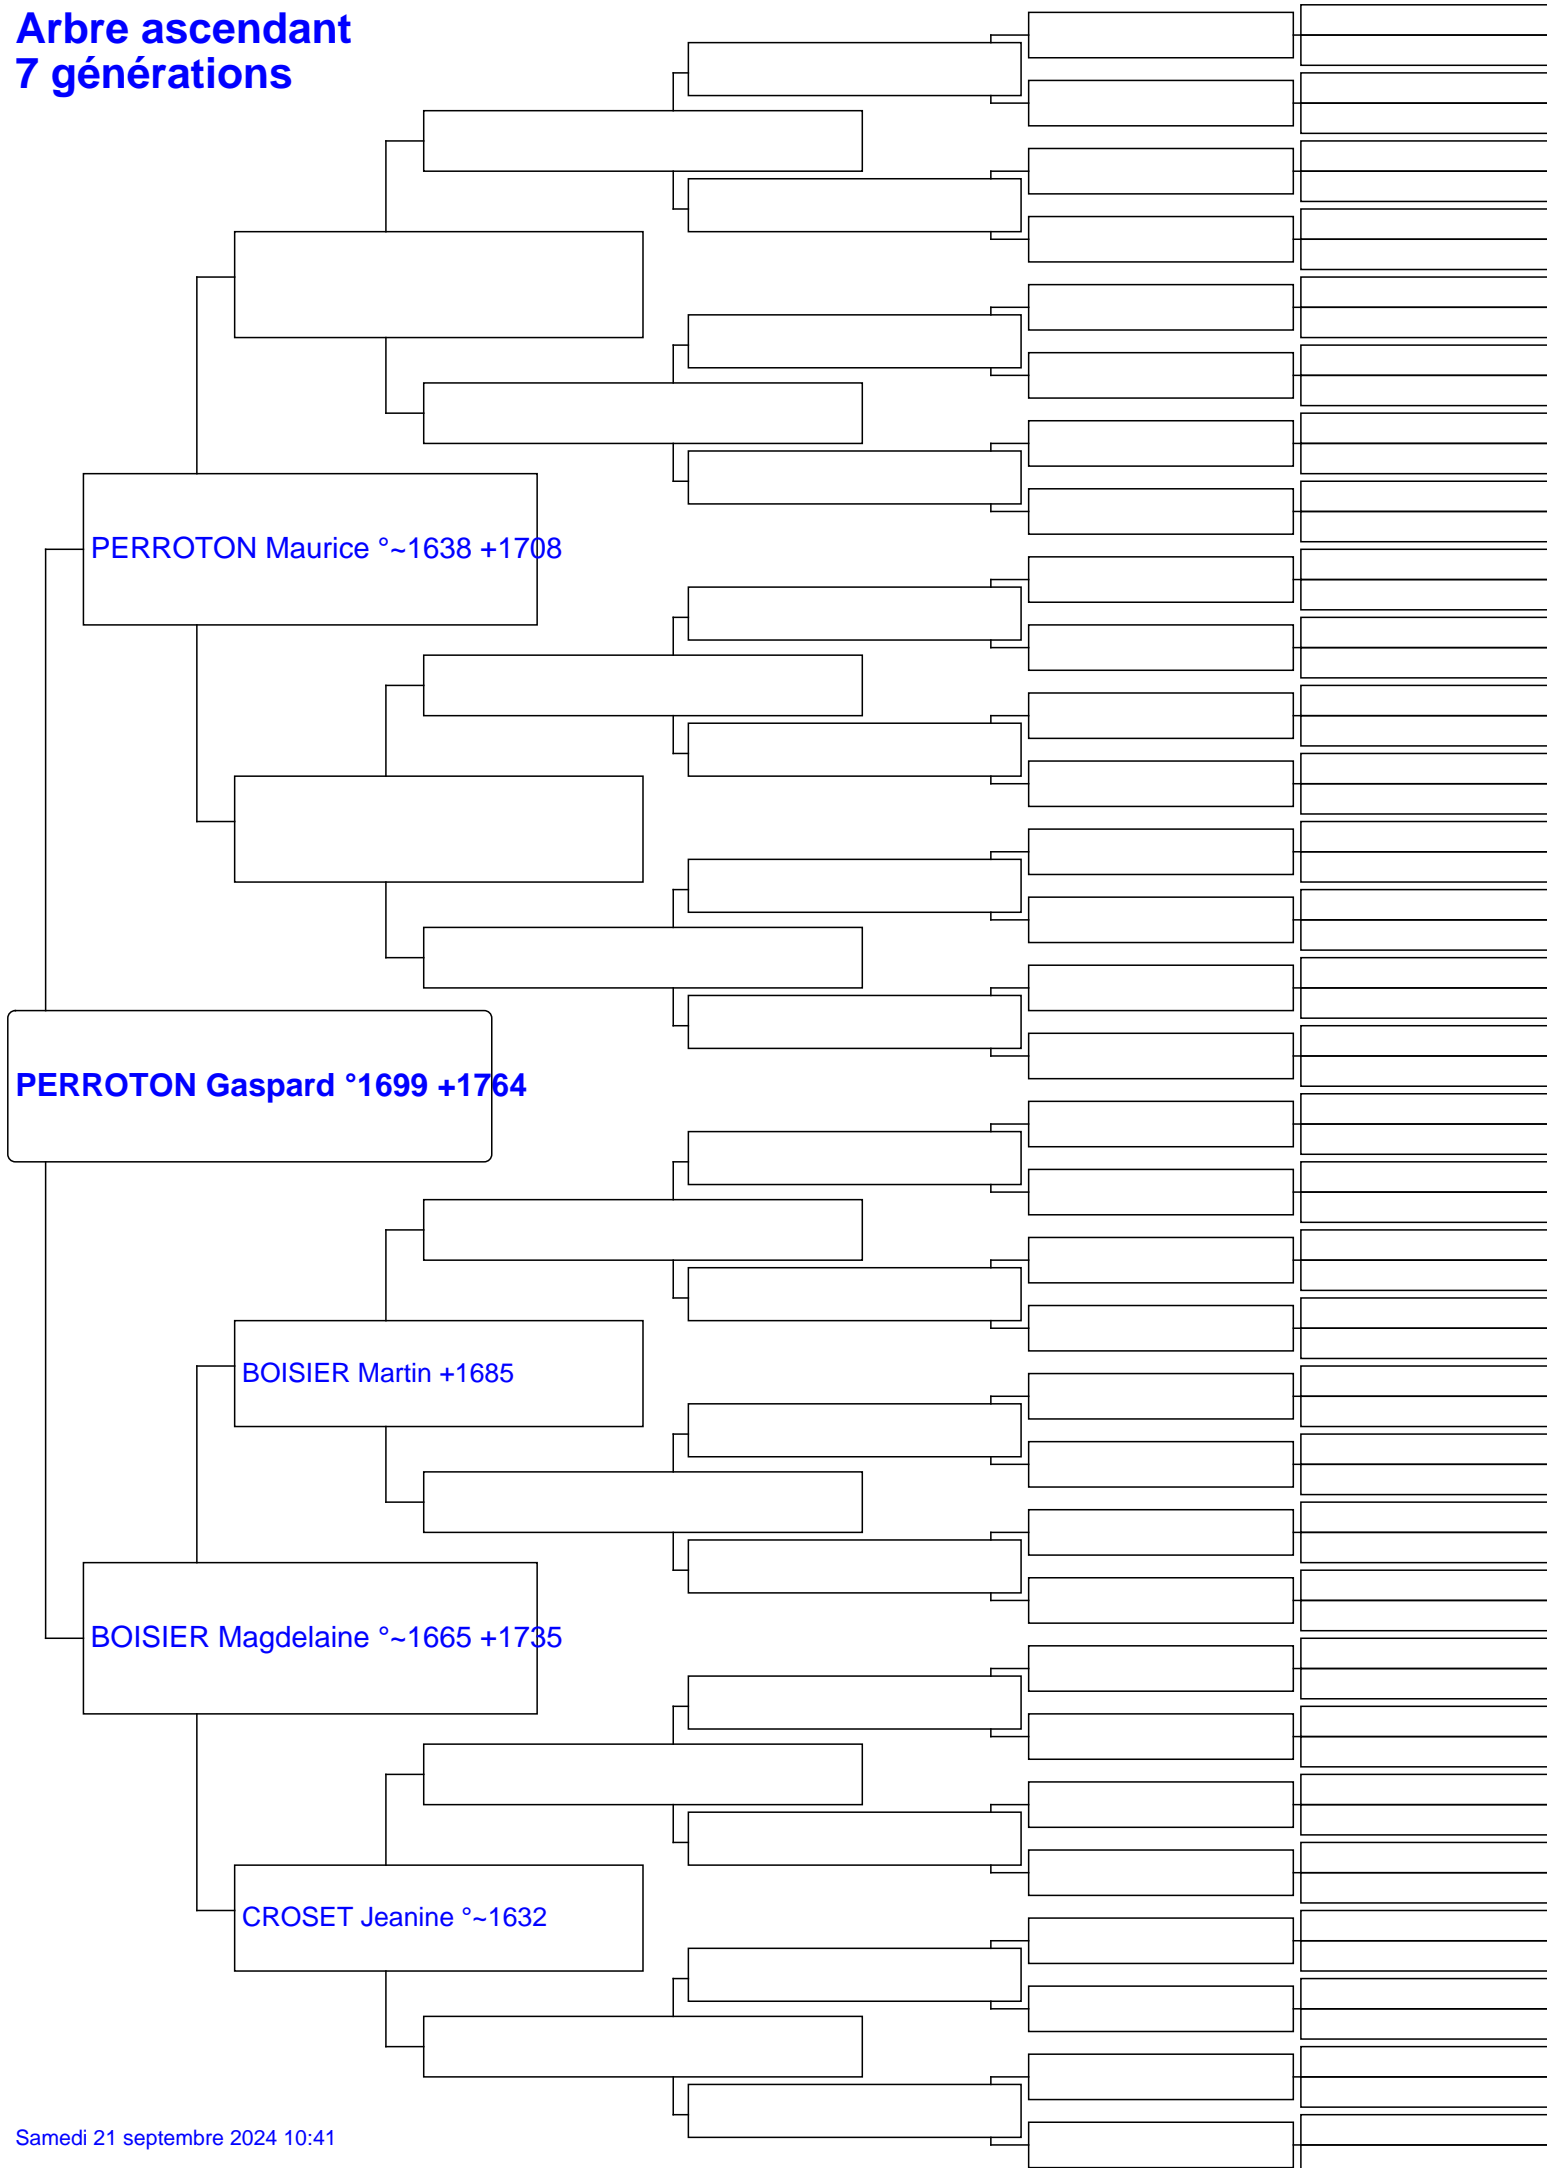 Arbre ascendant
7 générations
PERROTON Maurice °~1638 +1708
PERROTON Gaspard °1699 +1764
BOISIER Martin +1685
BOISIER Magdelaine °~1665 +1735
CROSET Jeanine °~1632
Samedi 21 septembre 2024 10:41